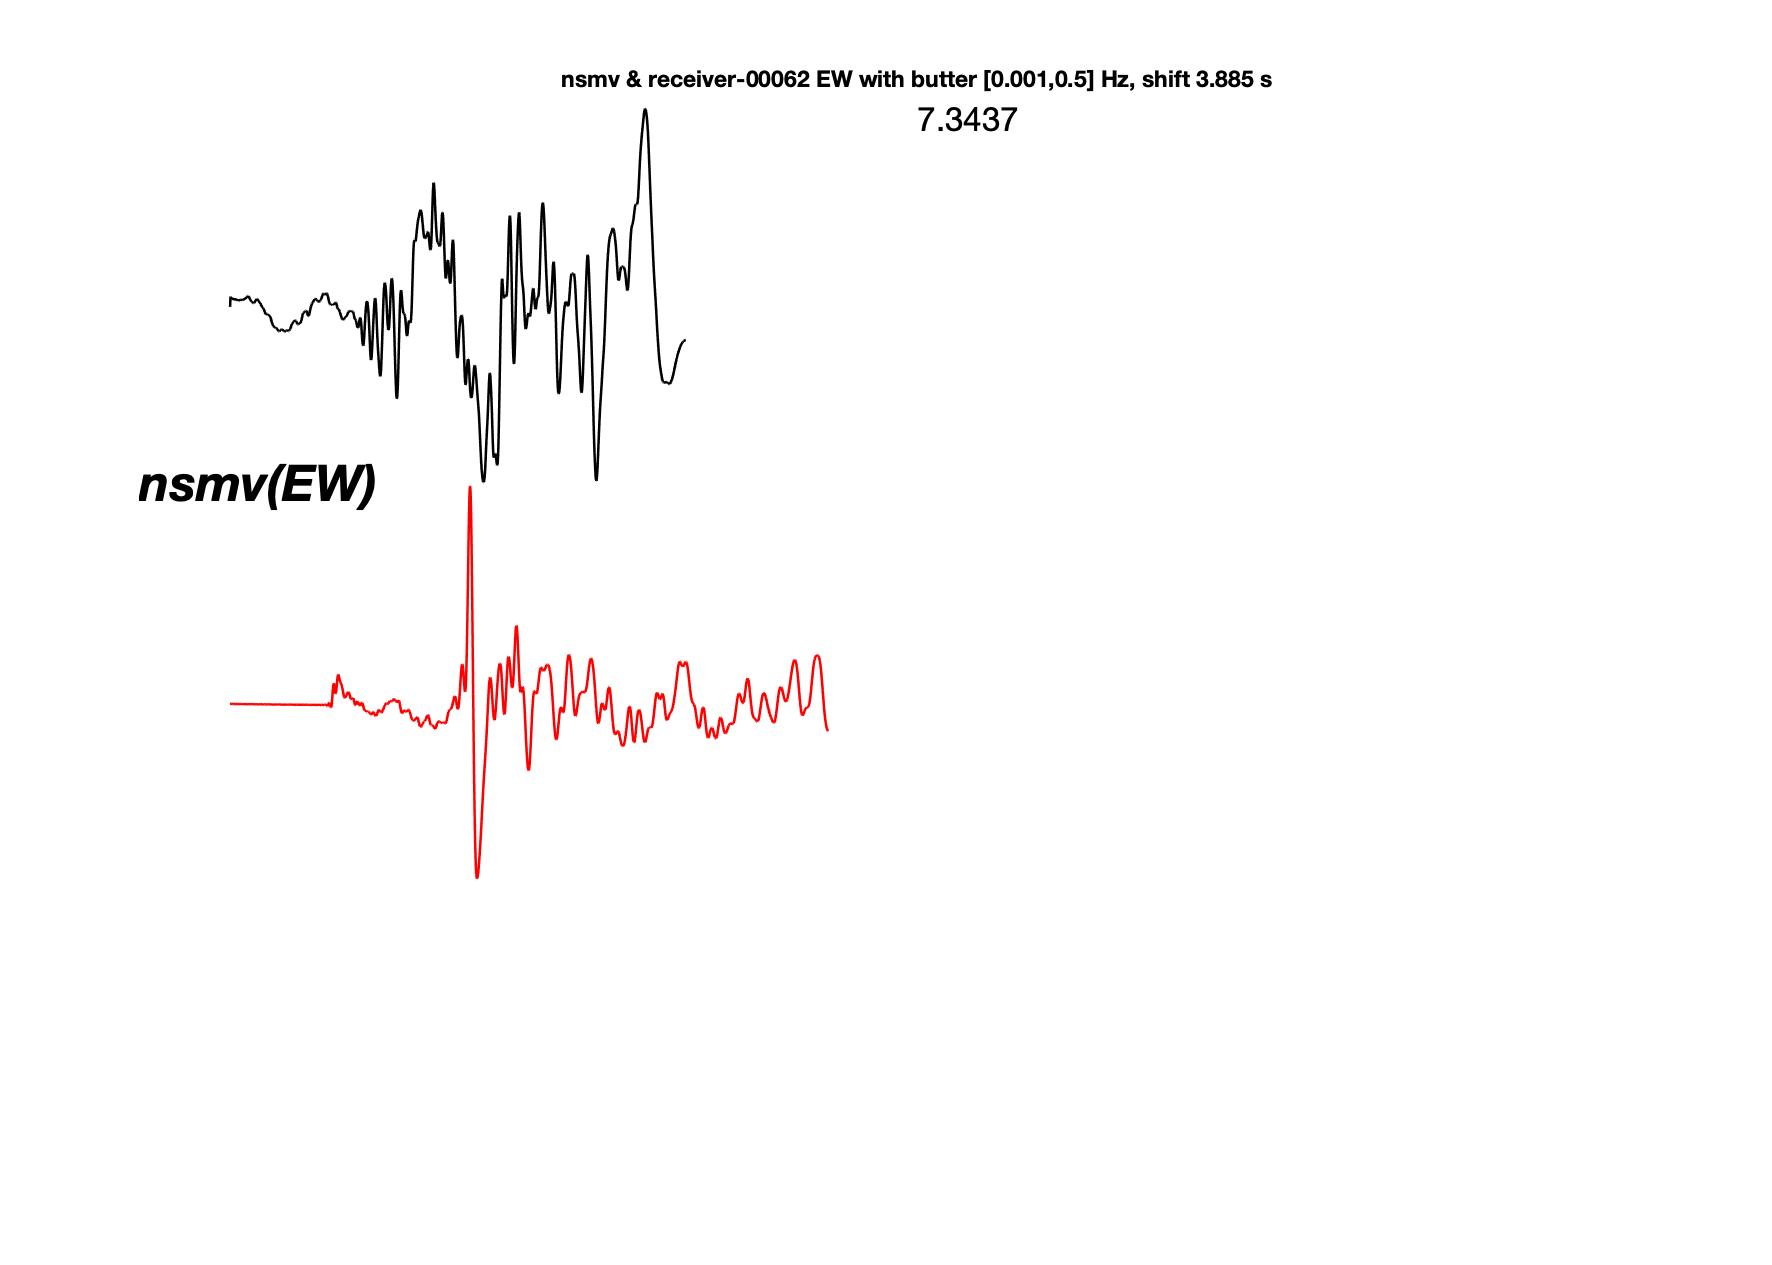 nsmv & receiver-00062 EW with butter [0.001,0.5] Hz, shift 3.885 s
7.3437
nsmv(EW)